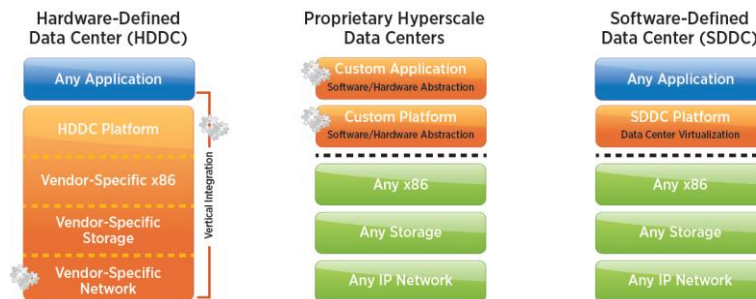 Hardware-Defined
Data Center (HDDC)
Any Application
HDDC Platform
Vendor-Specific x86
Vendor-Specific
Storage
Vendor-Specific
Network
Vertical Integration
Proprietary Hyperscale
Data Centers
Custom Application
Software/Hardware Abstraction
Custom Platform
Software/Hardware Abstraction
Any x86
Any Storage
Any IP Network
Software-Defined
Data Center (SDDC)
Any Application
SDDC Platform
Data Center Virtualization
Any x86
Any Storage
Any IP Network